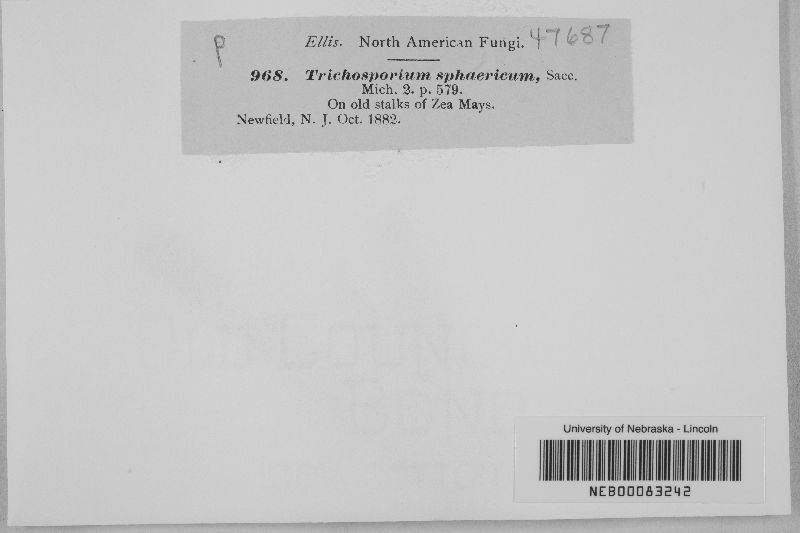 P
Ellis. North American Fungi. 47687
968. Trichosporium sphaericum, Sacc.
Mich. 2. p. 579.
On old stalks of Zea Mays.
Newfield, N. J. Oct. 1882.
University of Nebraska - Lincoln
NEB00083242